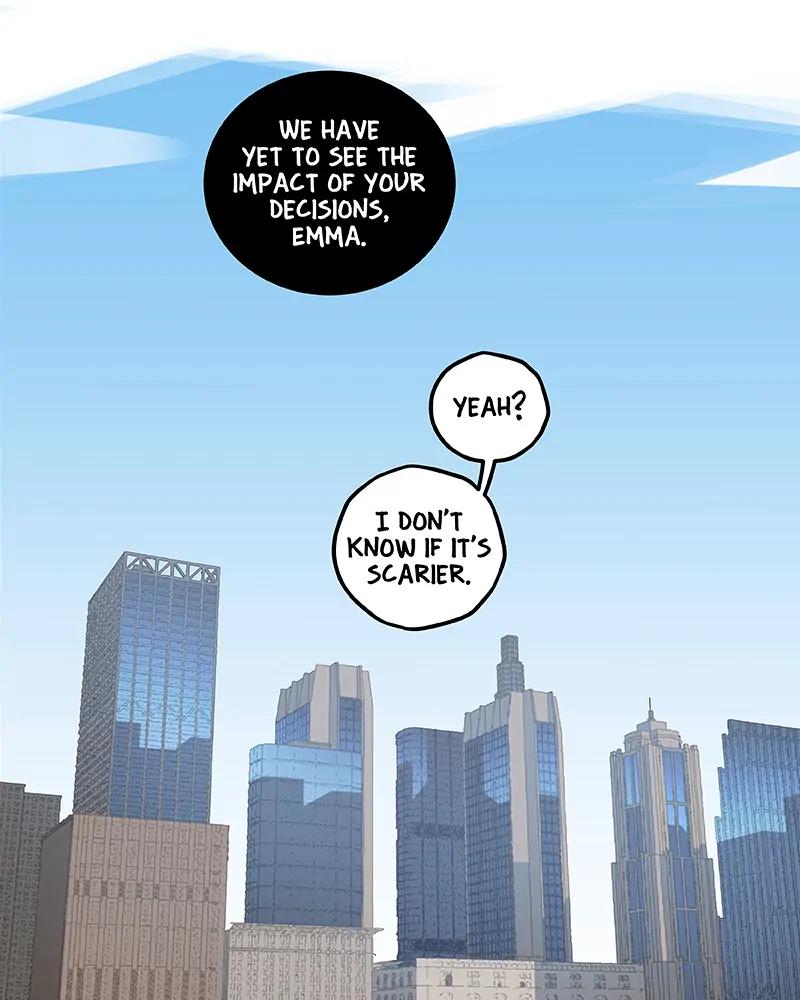 WE HAVE
YET TO SEE THE
IMPACT OF YOUR
DECISIONS,
EMMA.
YEAH?
I DON'T
KNOW IF IT'S
SCARIER.